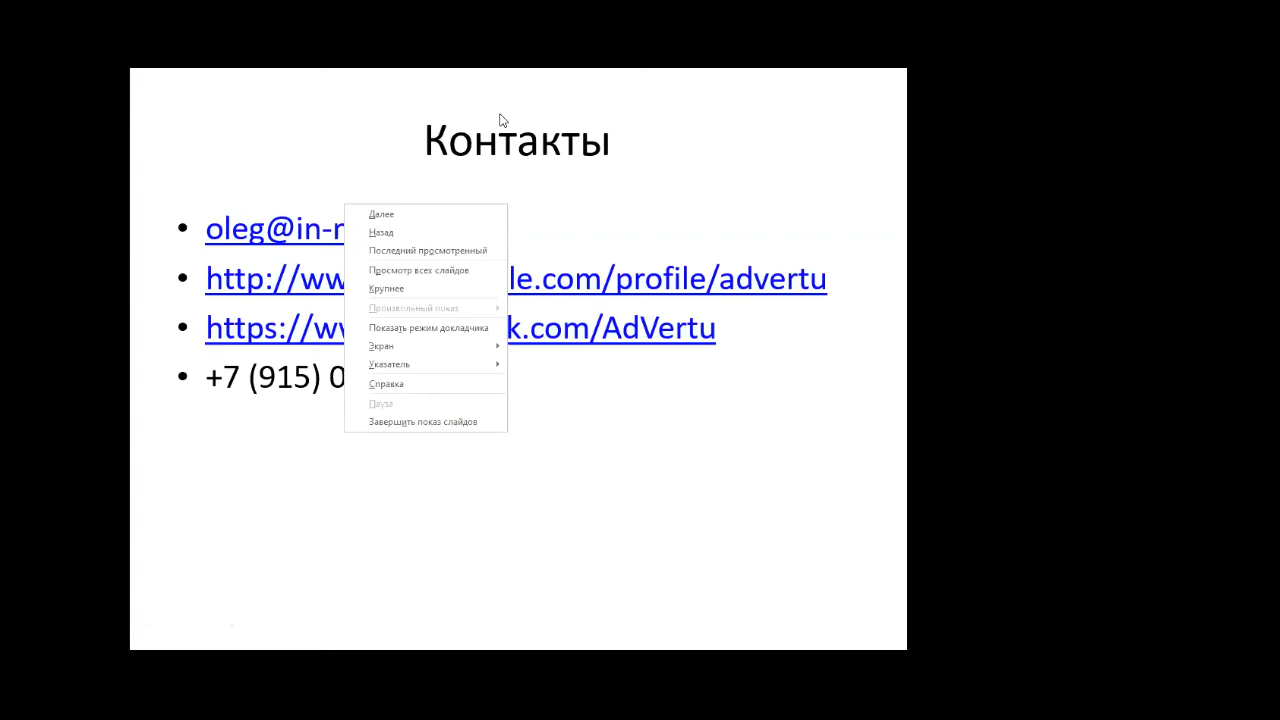 Контакты
• oleg@in-
• http://ww le.com/profile/advertu
• https://w k.com/AdVertu
• +7 (915) 0
Далее
Назад
Последний просмотренный
Просмотр всех слайдов
Крупнее
Произвольный показ
Показать режим докладчика
Экран
Указатель
Справка
Пауза
Завершить показ слайдов